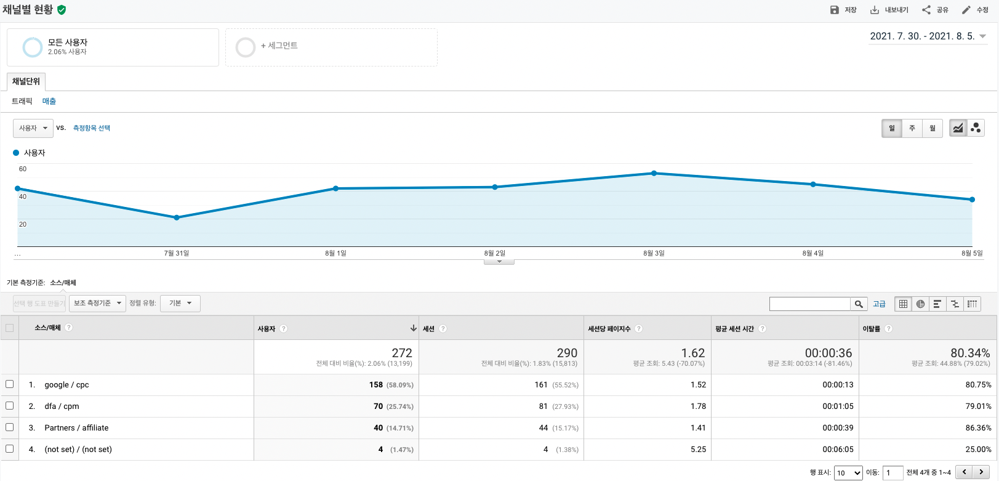 채널별 현황
저장 내보내기 공유 수정
모든 사용자
2.06% 사용자
+ 세그먼트
2021. 7. 30. - 2021. 8. 5.
채널단위
트래픽 매출
사용자 vs. 측정항목 선택
일 주 월
사용자
60
40
20
... 7월 31일 8월 1일 8월 2일 8월 3일 8월 4일 8월 5일
기본 측정기준: 소스/매체
선택 행 도표 만들기 보조 측정기준 정렬 유형: 기본 고급
소스/매체 ? 사용자 ? 세션 ? 세션당 페이지수 ? 평균 세션 시간 ? 이탈률 ?
272 290 1.62 00:00:36 80.34%
전체 대비 비율(%): 2.06% (13,199) 전체 대비 비율(%): 1.83% (15,813) 평균 조회: 5.43 (-70.07%) 평균 조회: 00:03:14 (-81.46%) 평균 조회: 44.88% (79.02%)
1. google / cpc 158 (58.09%) 161 (55.52%) 1.52 00:00:13 80.75%
2. dfa / cpm 70 (25.74%) 81 (27.93%) 1.78 00:01:05 79.01%
3. Partners / affiliate 40 (14.71%) 44 (15.17%) 1.41 00:00:39 86.36%
4. (not set) / (not set) 4 (1.47%) 4 (1.38%) 5.25 00:06:05 25.00%
행 표시: 10 이동: 1 전체 4개 중 1~4